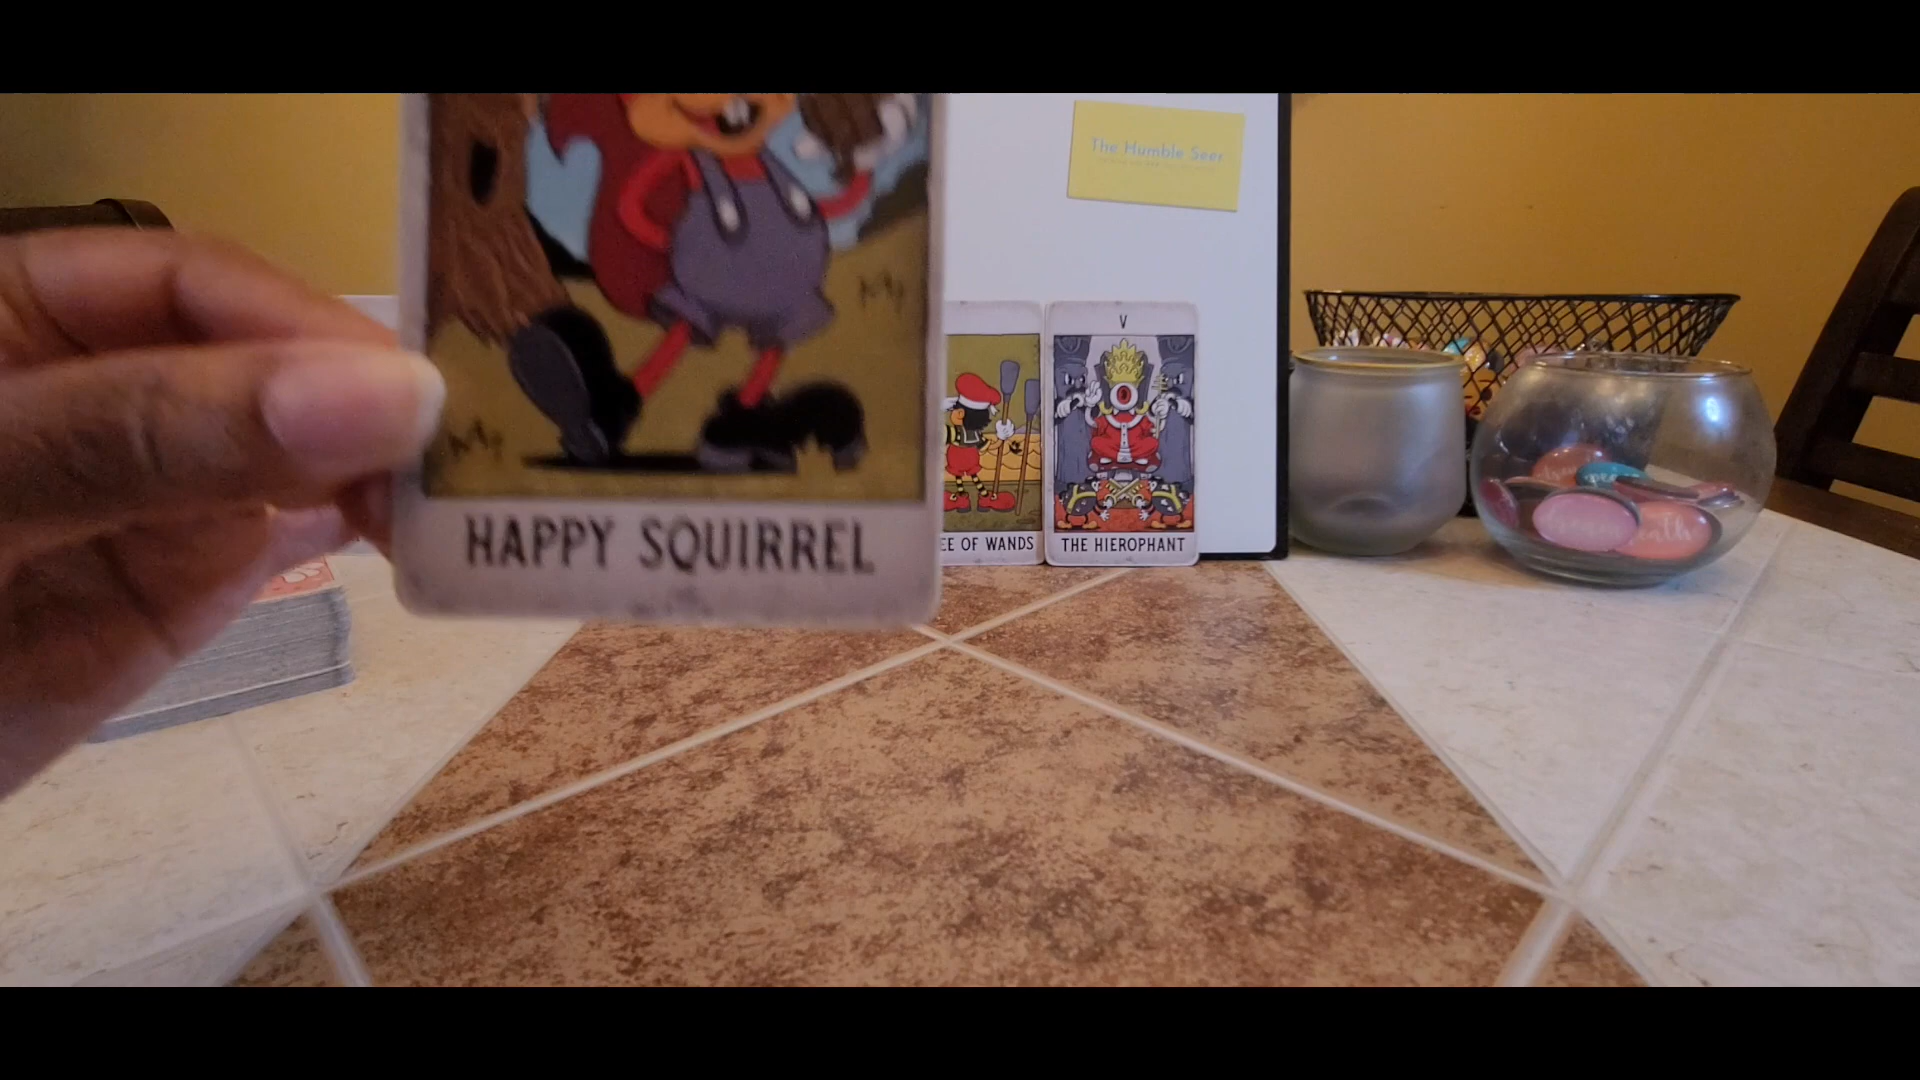 The Humble Seer
V
HAPPY SQUIRREL
EE OF WANDS
THE HIEROPHANT